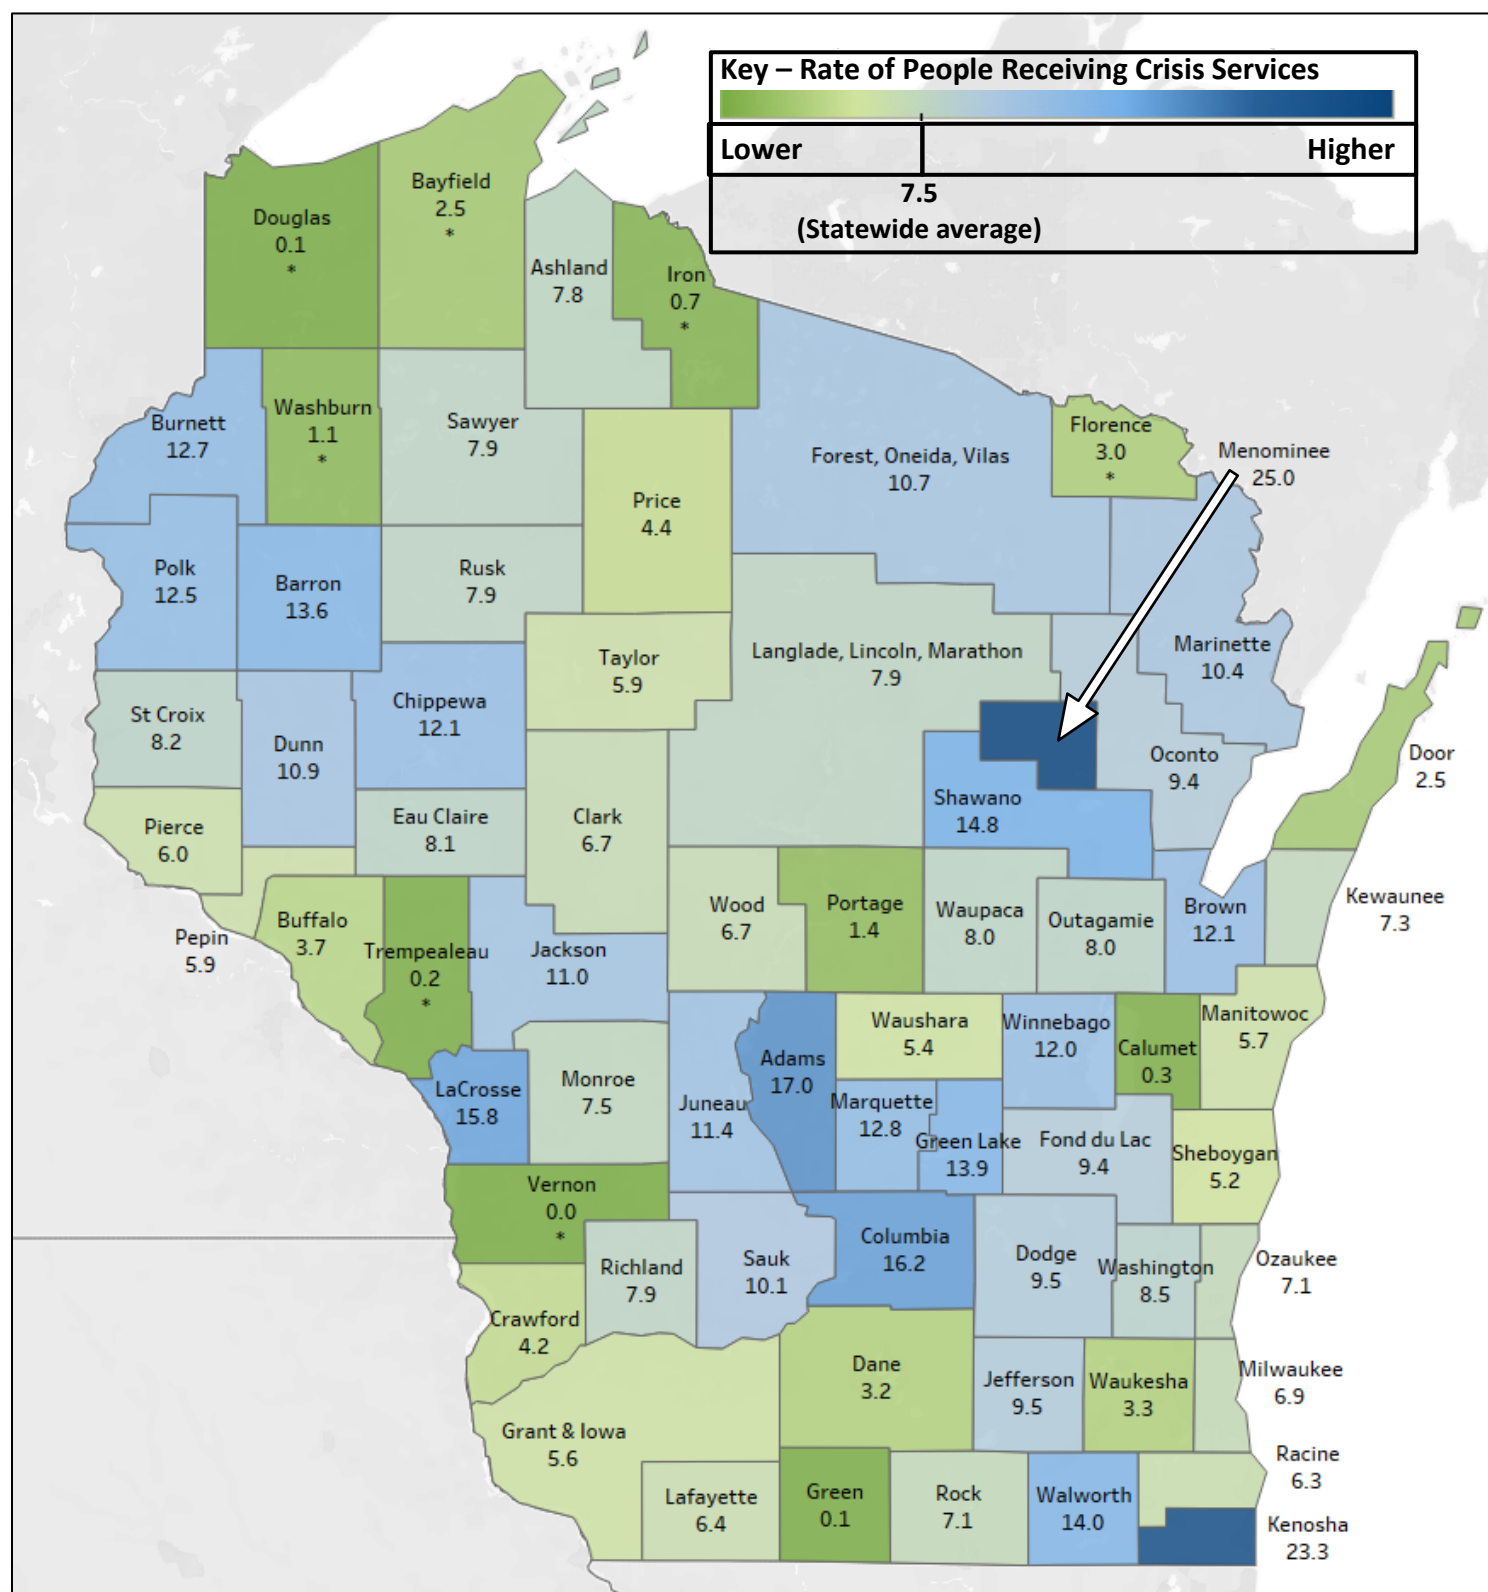 Key – Rate of People Receiving Crisis Services
Lower
Higher
7.5
(Statewide average)
Douglas
0.1
*
Bayfield
2.5
*
Ashland
7.8
Iron
0.7
*
Burnett
12.7
Washburn
1.1
*
Sawyer
7.9
Price
4.4
Forest, Oneida, Vilas
10.7
Florence
3.0
*
Menominee
25.0
Polk
12.5
Barron
13.6
Rusk
7.9
Taylor
5.9
Langlade, Lincoln, Marathon
7.9
Marinette
10.4
St Croix
8.2
Dunn
10.9
Chippewa
12.1
Oconto
9.4
Door
2.5
Shawano
14.8
Pierce
6.0
Eau Claire
8.1
Clark
6.7
Pepin
5.9
Buffalo
3.7
Trempealeau
0.2
*
Jackson
11.0
Wood
6.7
Portage
1.4
Waupaca
8.0
Outagamie
8.0
Brown
12.1
Kewaunee
7.3
LaCrosse
15.8
Monroe
7.5
Juneau
11.4
Adams
17.0
Waushara
5.4
Winnebago
12.0
Calumet
0.3
Manitowoc
5.7
Marquette
12.8
Green Lake
13.9
Fond du Lac
9.4
Sheboygan
5.2
Vernon
0.0
*
Richland
7.9
Sauk
10.1
Columbia
16.2
Dodge
9.5
Washington
8.5
Ozaukee
7.1
Crawford
4.2
Dane
3.2
Jefferson
9.5
Waukesha
3.3
Milwaukee
6.9
Grant & Iowa
5.6
Lafayette
6.4
Green
0.1
Rock
7.1
Walworth
14.0
Racine
6.3
Kenosha
23.3